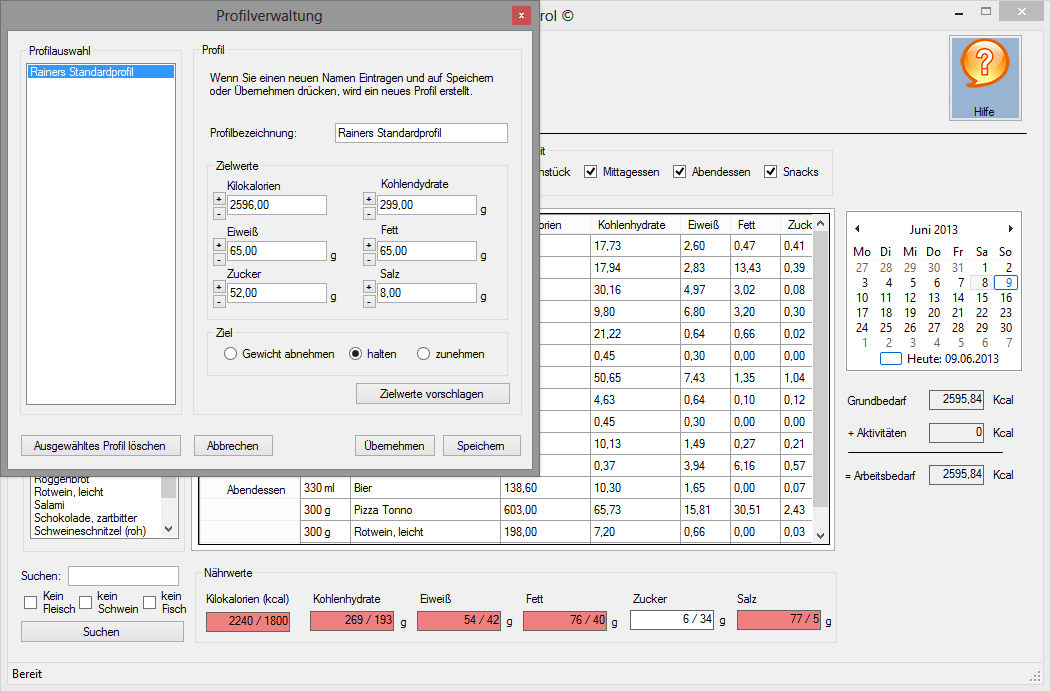 Profilverwaltung
x
rol ©
Profilauswahl
Rainers Standardprofil
Profil
Wenn Sie einen neuen Namen Eintragen und auf Speichern
oder Übernehmen drücken, wird ein neues Profil erstellt.
Profilbezeichnung: Rainers Standardprofil
Zielwerte
Kilokalorien Kohlendydrate
+ 2596,00 + 299,00 g
- -
Eiweiß Fett
+ 65,00 g + 65,00 g
- -
Zucker Salz
+ 52,00 g + 8,00 g
- -
Ziel
Gewicht abnehmen halten zunehmen
Zielwerte vorschlagen
Ausgewähltes Profil löschen Abbrechen Übernehmen Speichern
?
Hilfe
it
nstück Mittagessen Abendessen Snacks
orien Kohlenhydrate Eiweiß Fett Zuck
17,73 2,60 0,47 0,41
17,94 2,83 13,43 0,39
30,16 4,97 3,02 0,08
9,80 6,80 3,20 0,30
21,22 0,64 0,66 0,02
0,45 0,30 0,00 0,00
50,65 7,43 1,35 1,04
4,63 0,64 0,10 0,12
0,45 0,30 0,00 0,00
10,13 1,49 0,27 0,21
0,37 3,94 6,16 0,57
Abendessen 330 ml Bier 138,60 10,30 1,65 0,00 0,07
300 g Pizza Tonno 603,00 65,73 15,81 30,51 2,43
300 g Rotwein, leicht 198,00 7,20 0,66 0,00 0,03
Juni 2013
Mo Di Mi Do Fr Sa So
27 28 29 30 31 1 2
3 4 5 6 7 8 9
10 11 12 13 14 15 16
17 18 19 20 21 22 23
24 25 26 27 28 29 30
1 2 3 4 5 6 7
Heute: 09.06.2013
Grundbedarf 2595,84 Kcal
+ Aktivitäten 0 Kcal
= Arbeitsbedarf 2595,84 Kcal
Roggenbrot
Rotwein, leicht
Salami
Schokolade, zartbitter
Schweineschnitzel (roh)
Suchen:
Kein Fleisch kein Schwein kein Fisch
Suchen
Nährwerte
Kilokalorien (kcal) Kohlenhydrate Eiweiß Fett Zucker Salz
2240 / 1800 269 / 193 g 54 / 42 g 76 / 40 g 6 / 34 g 77 / 5 g
Bereit